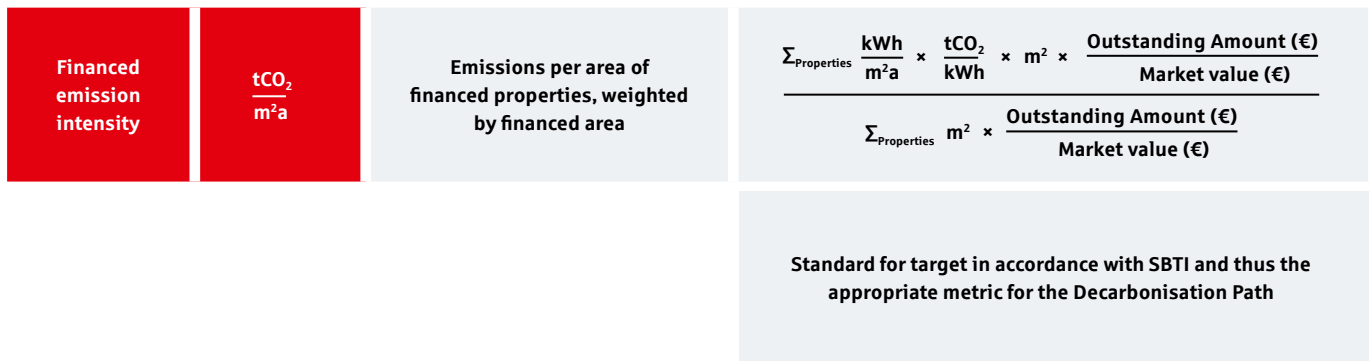 Financed
emission
intensity
tCO₂
m²a
Emissions per area of
financed properties, weighted
by financed area
Σ Properties kWh/m²a × tCO₂/kWh × m² × Outstanding Amount (€)/Market value (€)
Σ Properties m² × Outstanding Amount (€)/Market value (€)
Standard for target in accordance with SBTI and thus the
appropriate metric for the Decarbonisation Path